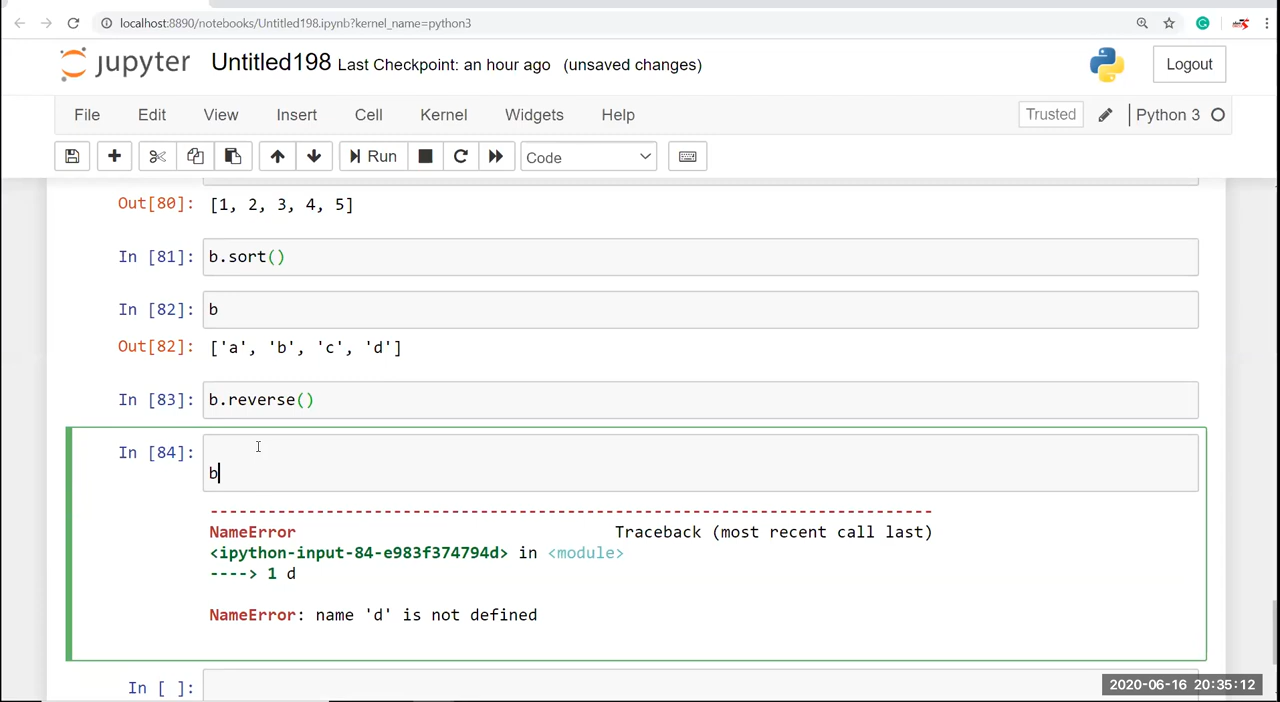 localhost:8890/notebooks/Untitled198.ipynb?kernel_name=python3
jupyter Untitled198 Last Checkpoint: an hour ago (unsaved changes) Logout
File Edit View Insert Cell Kernel Widgets Help Trusted Python 3
Run Code
Out[80]: [1, 2, 3, 4, 5]
In [81]: b.sort()
In [82]: b
Out[82]: ['a', 'b', 'c', 'd']
In [83]: b.reverse()
In [84]:
b
---------------------------------------------------------------------------
NameError Traceback (most recent call last)
<ipython-input-84-e983f374794d> in <module>
----> 1 d
NameError: name 'd' is not defined
In [ ]:
2020-06-16 20:35:12